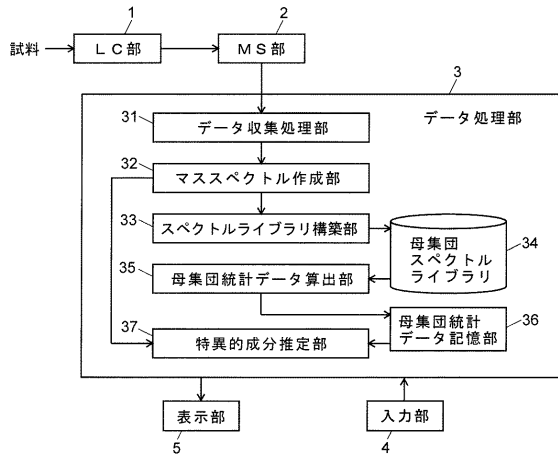 1
2
試料
LC部
MS部
3
データ処理部
31
データ収集処理部
32
マススペクトル作成部
33
スペクトルライブラリ構築部
母集団
スペクトル
ライブラリ
34
35
母集団統計データ算出部
母集団統計
データ記憶部
36
37
特異的成分推定部
表示部
5
入力部
4